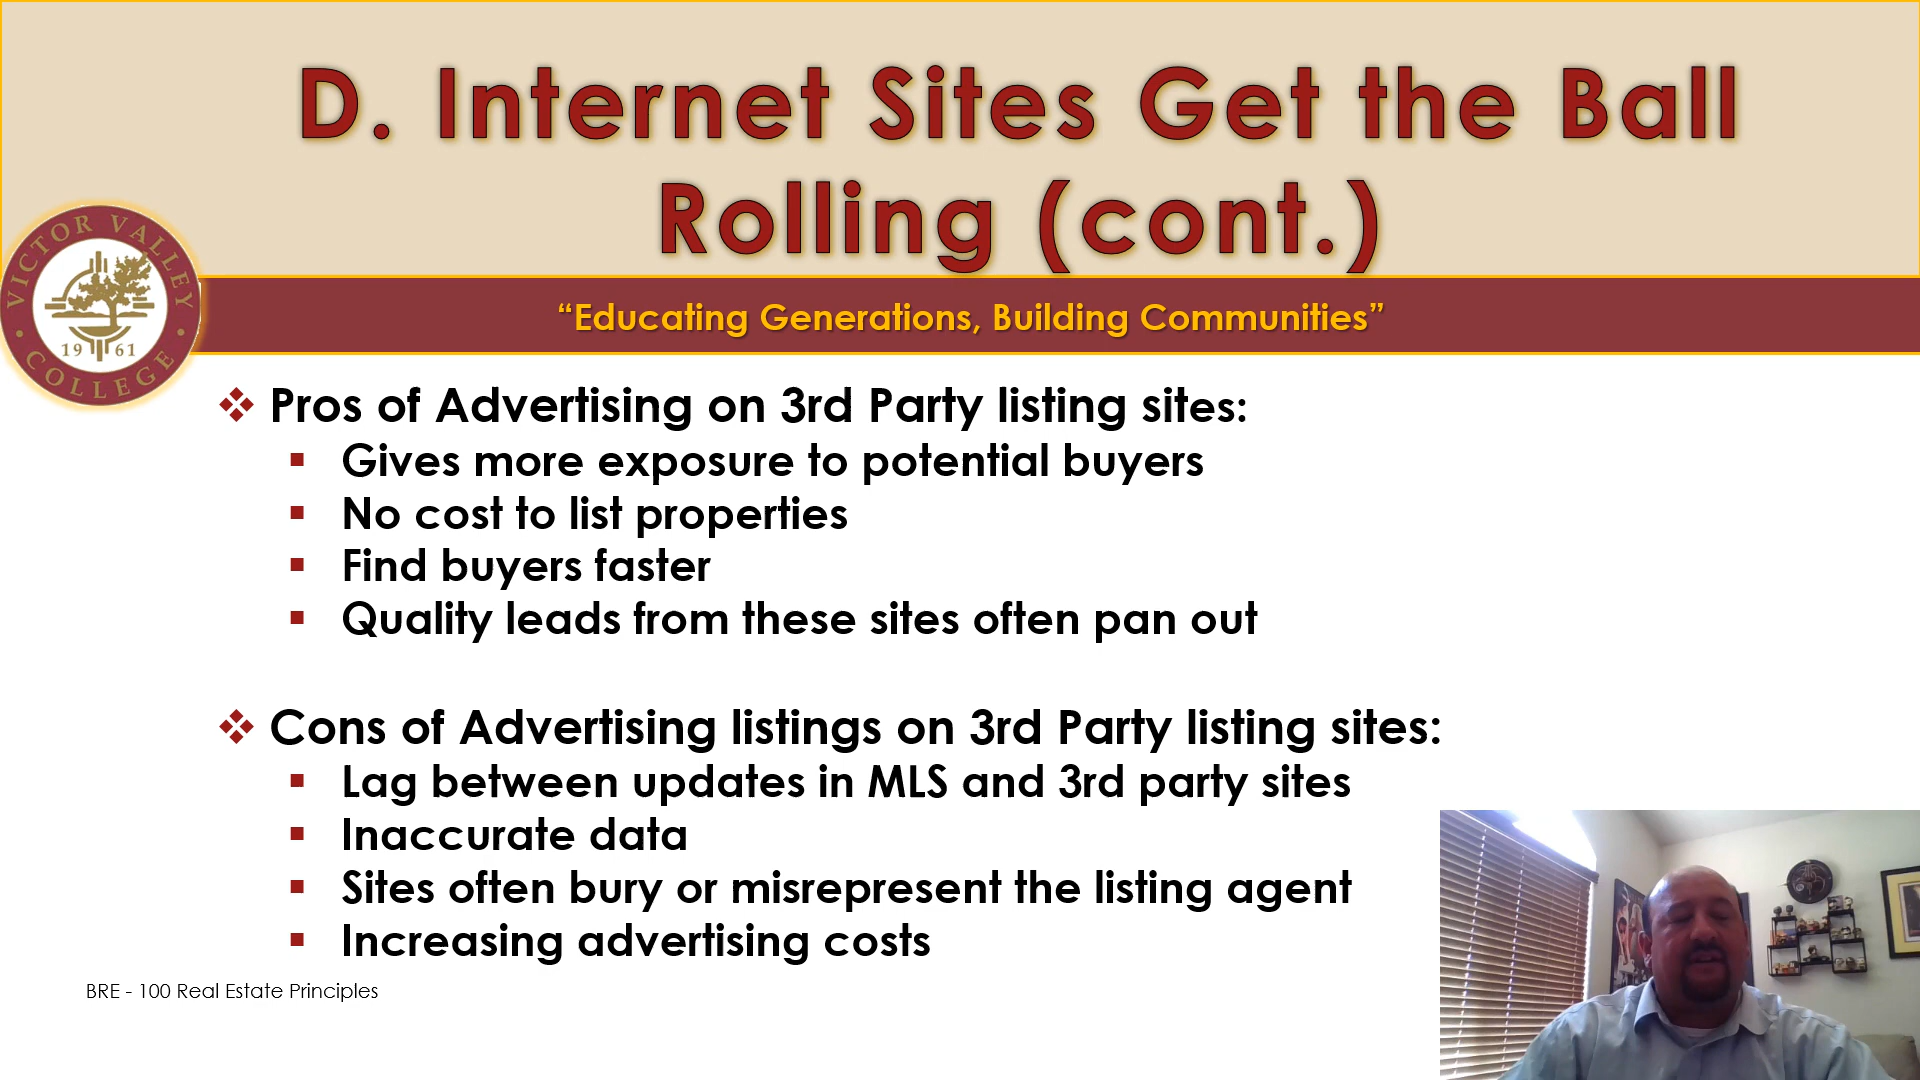 D. Internet Sites Get the Ball
Rolling (cont.)
VICTOR VALLEY
1961
COLLEGE
“Educating Generations, Building Communities”
Pros of Advertising on 3rd Party listing sites:
Gives more exposure to potential buyers
No cost to list properties
Find buyers faster
Quality leads from these sites often pan out
Cons of Advertising listings on 3rd Party listing sites:
Lag between updates in MLS and 3rd party sites
Inaccurate data
Sites often bury or misrepresent the listing agent
Increasing advertising costs
BRE - 100 Real Estate Principles